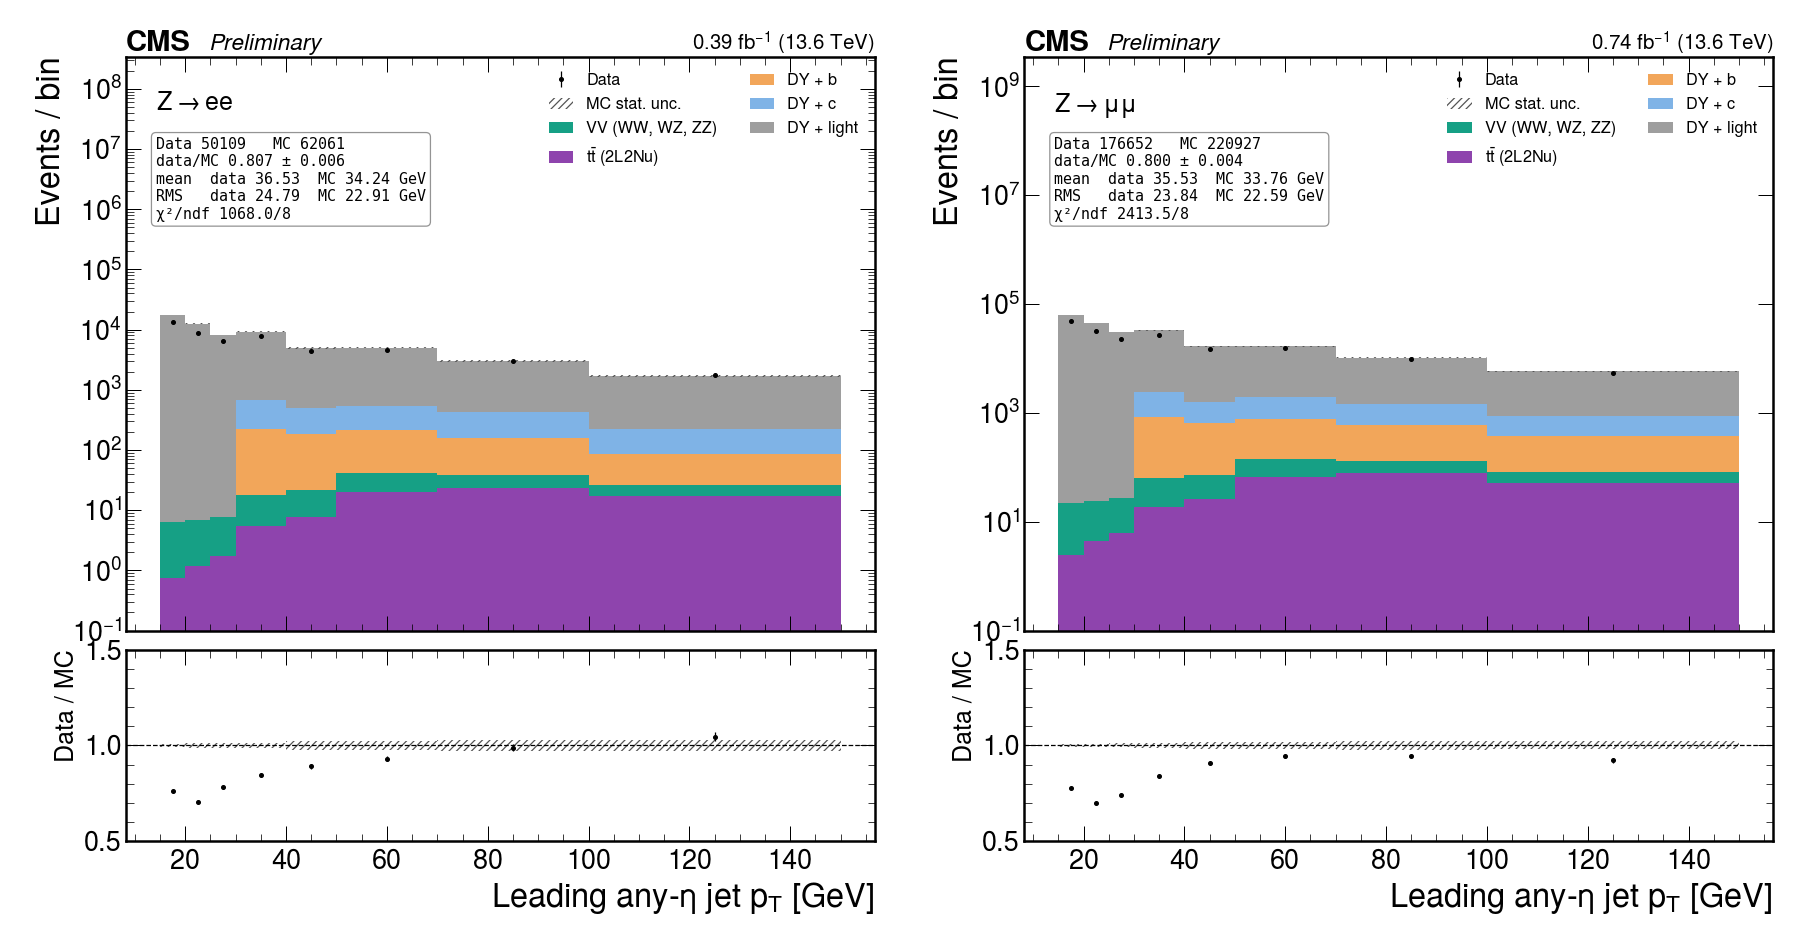 CMS Preliminary 0.39 fb⁻¹ (13.6 TeV)
Events / bin
10⁸
10⁷
10⁶
10⁵
10⁴
10³
10²
10¹
10⁰
10⁻¹
Z → ee
Data 50109 MC 62061
data/MC 0.807 ± 0.006
mean data 36.53 MC 34.24 GeV
RMS data 24.79 MC 22.91 GeV
χ²/ndf 1068.0/8
Data
MC stat. unc.
VV (WW, WZ, ZZ)
tt̄ (2L2Nu)
DY + b
DY + c
DY + light
Data / MC
1.5
1.0
0.5
20 40 60 80 100 120 140
Leading any-η jet p_T [GeV]
CMS Preliminary 0.74 fb⁻¹ (13.6 TeV)
Events / bin
10⁹
10⁷
10⁵
10³
10¹
10⁻¹
Z → μμ
Data 176652 MC 220927
data/MC 0.800 ± 0.004
mean data 35.53 MC 33.76 GeV
RMS data 23.84 MC 22.59 GeV
χ²/ndf 2413.5/8
Data
MC stat. unc.
VV (WW, WZ, ZZ)
tt̄ (2L2Nu)
DY + b
DY + c
DY + light
Data / MC
1.5
1.0
0.5
20 40 60 80 100 120 140
Leading any-η jet p_T [GeV]